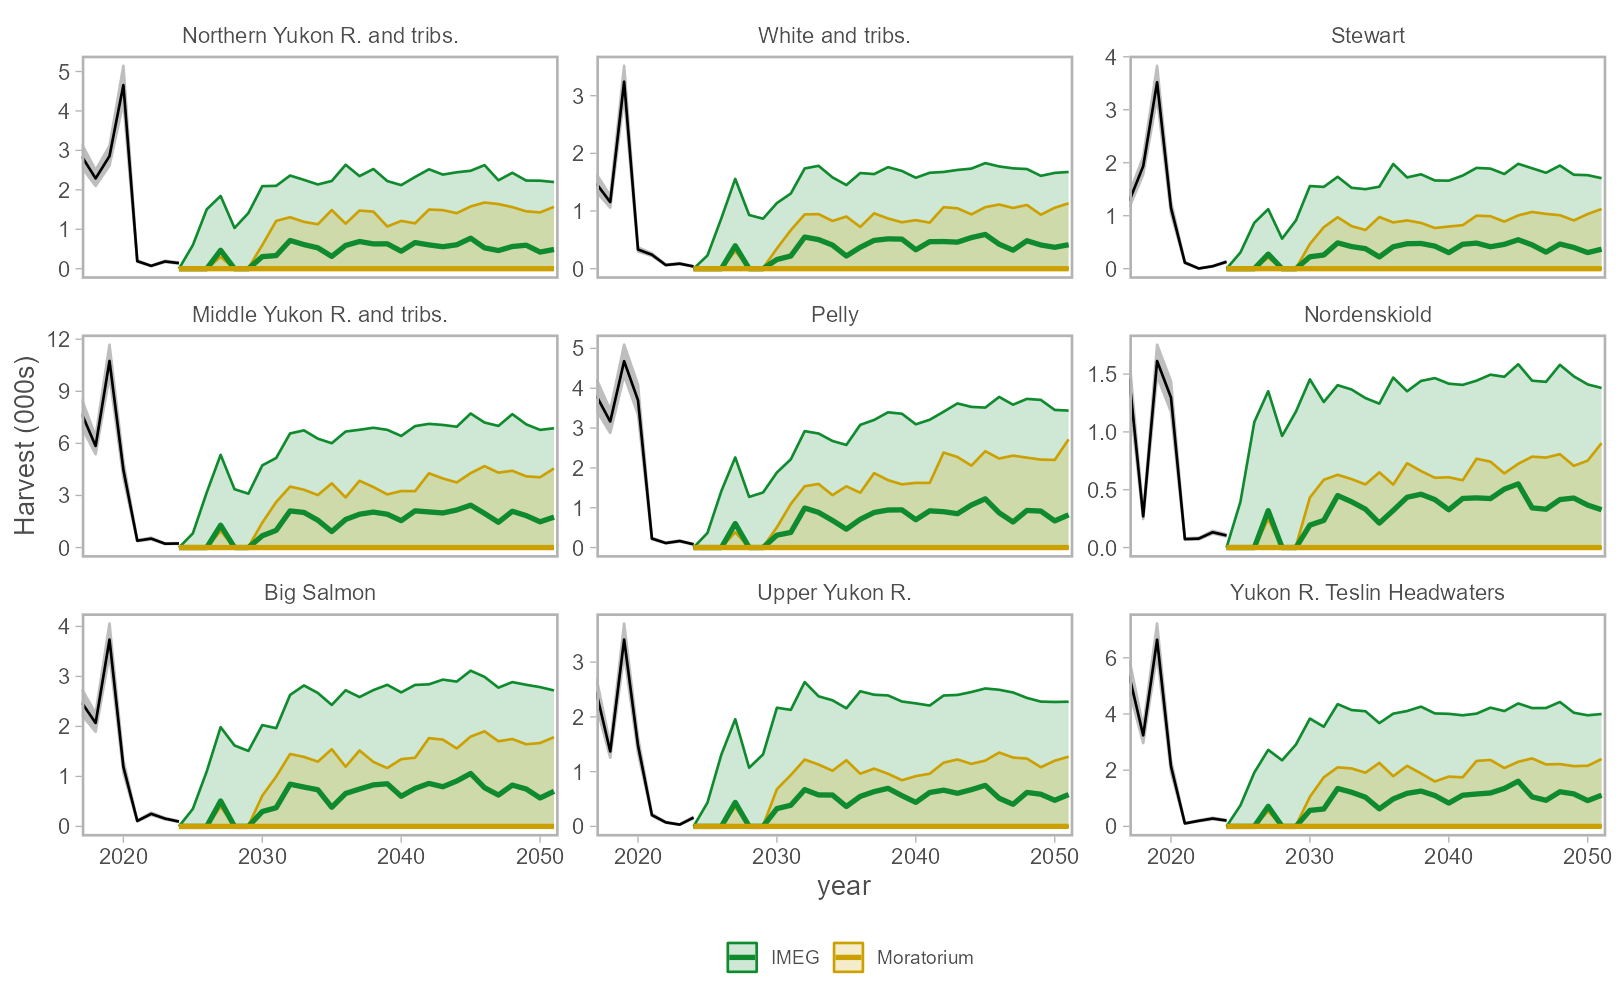 Northern Yukon R. and tribs. White and tribs. Stewart
5 4 3 2 1 0
3 2 1 0
4 3 2 1 0
Middle Yukon R. and tribs. Pelly Nordenskiold
12 9 6 3 0
5 4 3 2 1 0
1.5 1.0 0.5 0.0
Harvest (000s)
Big Salmon Upper Yukon R. Yukon R. Teslin Headwaters
4 3 2 1 0
3 2 1 0
6 4 2 0
2020 2030 2040 2050 2020 2030 2040 2050 2020 2030 2040 2050
year
IMEG Moratorium